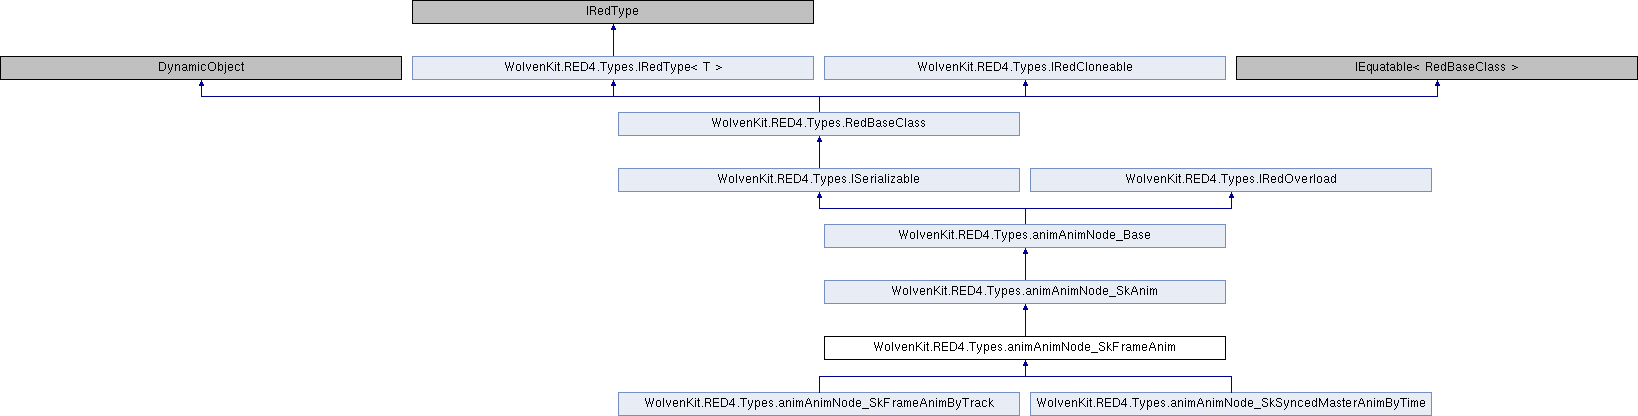 IRedType
DynamicObject
WolvenKit.RED4.Types.IRedType< T >
WolvenKit.RED4.Types.IRedCloneable
IEquatable< RedBaseClass >
WolvenKit.RED4.Types.RedBaseClass
WolvenKit.RED4.Types.ISerializable
WolvenKit.RED4.Types.IRedOverload
WolvenKit.RED4.Types.animAnimNode_Base
WolvenKit.RED4.Types.animAnimNode_SkAnim
WolvenKit.RED4.Types.animAnimNode_SkFrameAnim
WolvenKit.RED4.Types.animAnimNode_SkFrameAnimByTrack
WolvenKit.RED4.Types.animAnimNode_SkSyncedMasterAnimByTime